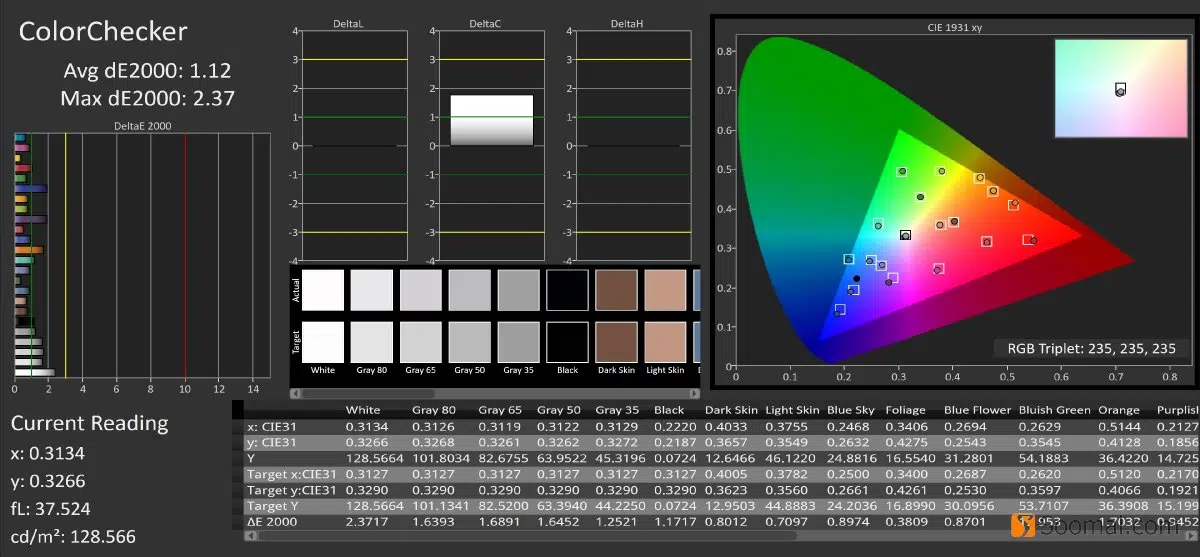 ColorChecker
Avg dE2000: 1.12
Max dE2000: 2.37
DeltaE 2000
0 2 4 6 8 10 12 14
DeltaL
4
3
2
1
0
-1
-2
-3
-4
DeltaC
4
3
2
1
0
-1
-2
-3
-4
DeltaH
4
3
2
1
0
-1
-2
-3
-4
Actual
Target
White Gray 80 Gray 65 Gray 50 Gray 35 Black Dark Skin Light Skin
CIE 1931 xy
0.8
0.7
0.6
0.5
0.4
0.3
0.2
0.1
0
0 0.1 0.2 0.3 0.4 0.5 0.6 0.7 0.8
RGB Triplet: 235, 235, 235
Current Reading
x: 0.3134
y: 0.3266
fL: 37.524
cd/m²: 128.566
White Gray 80 Gray 65 Gray 50 Gray 35 Black Dark Skin Light Skin Blue Sky Foliage Blue Flower Bluish Green Orange Purplish
x: CIE31 0.3134 0.3126 0.3119 0.3122 0.3129 0.2220 0.4033 0.3755 0.2468 0.3406 0.2694 0.2629 0.5144 0.2127
y: CIE31 0.3266 0.3268 0.3261 0.3262 0.3272 0.2187 0.3657 0.3549 0.2632 0.4275 0.2543 0.3545 0.4128 0.1856
Y 128.5664 101.8034 82.6755 63.9522 45.3196 0.0724 12.6466 46.1220 24.8816 16.5540 31.2801 54.1883 36.4220 14.725
Target x:CIE31 0.3127 0.3127 0.3127 0.3127 0.3127 0.3127 0.4005 0.3782 0.2500 0.3400 0.2687 0.2620 0.5120 0.2170
Target y:CIE31 0.3290 0.3290 0.3290 0.3290 0.3290 0.3290 0.3623 0.3560 0.2661 0.4261 0.2530 0.3597 0.4066 0.1921
Target Y 128.5664 101.1341 82.5200 63.3940 44.2250 0.0724 12.9503 44.8883 24.2036 16.8990 30.0956 53.7107 36.3908 15.199
ΔE 2000 2.3717 1.6393 1.6891 1.6452 1.2521 1.1717 0.8012 0.7097 0.8974 0.3809 0.8701 1.7032
Soomal.com